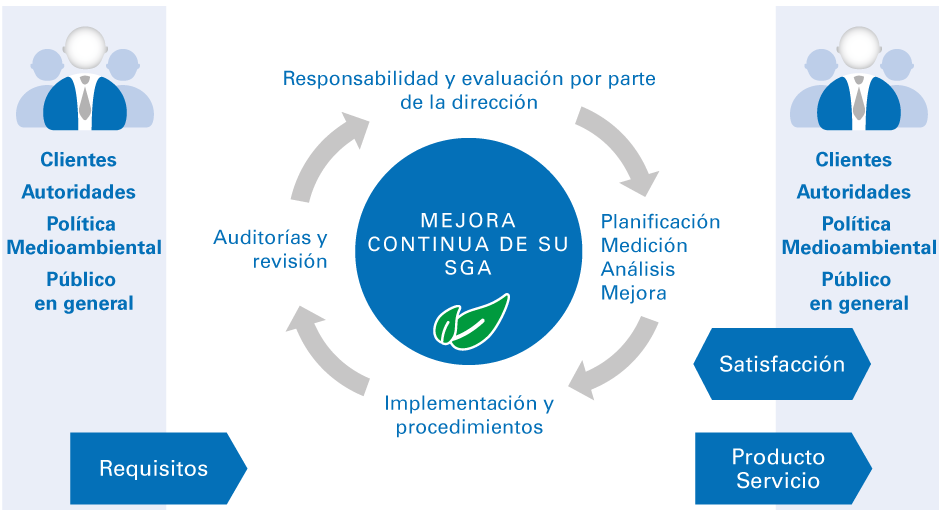 Clientes
Autoridades
Política
Medioambiental
Público
en general
Requisitos
Responsabilidad y evaluación por parte
de la dirección
Auditorías y
revisión
MEJORA
CONTINUA DE SU
SGA
Planificación
Medición
Análisis
Mejora
Implementación y
procedimientos
Clientes
Autoridades
Política
Medioambiental
Público
en general
Satisfacción
Producto
Servicio